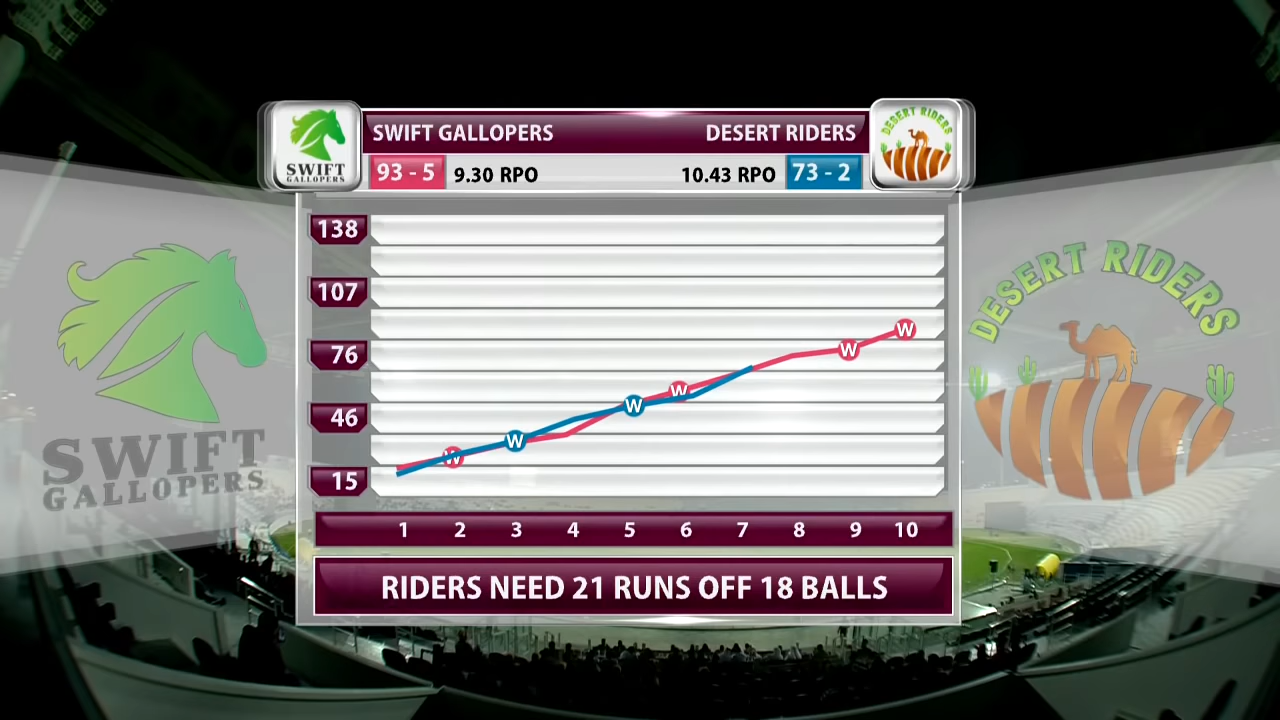 SWIFT GALLOPERS
DESERT RIDERS
DESERT RIDERS
SWIFT
GALLOPERS
93 - 5
9.30 RPO
10.43 RPO
73 - 2
138
107
76
46
15
W
W
W
W
W
W
W
1 2 3 4 5 6 7 8 9 10
RIDERS NEED 21 RUNS OFF 18 BALLS
SWIFT
GALLOPERS
DESERT RIDERS